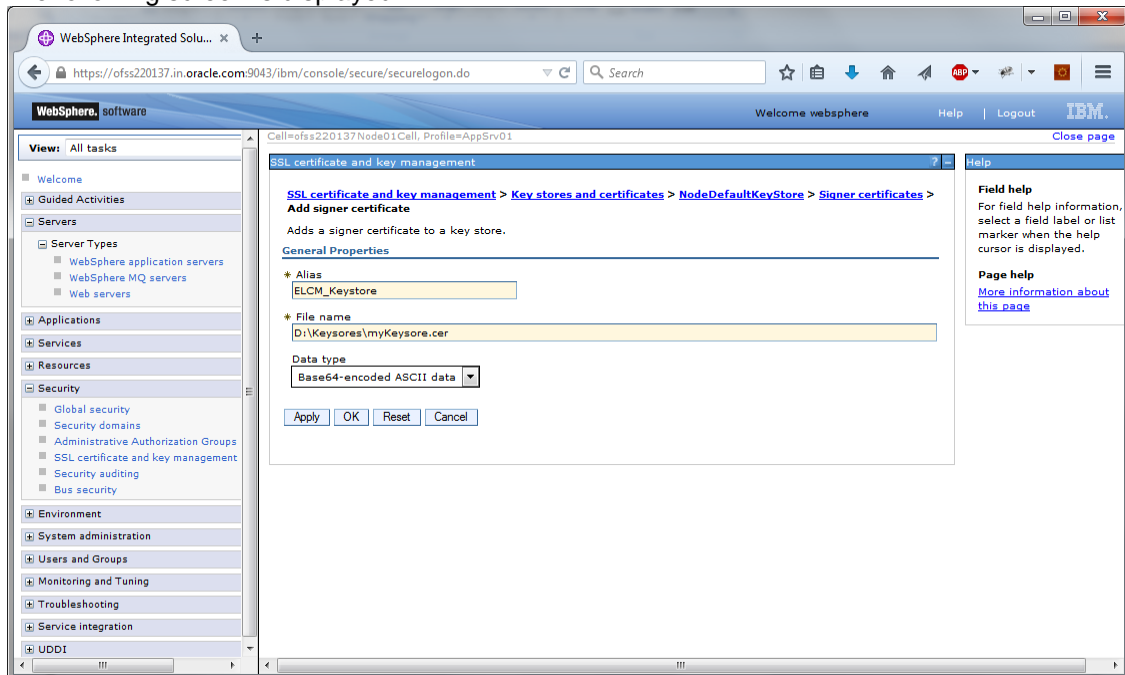 WebSphere Integrated Solu...
https://ofss220137.in.oracle.com:9043/ibm/console/secure/securelogon.do
Search
ABP
WebSphere. software
Welcome websphere
Help | Logout
IBM.
View: All tasks
Welcome
Guided Activities
Servers
Server Types
WebSphere application servers
WebSphere MQ servers
Web servers
Applications
Services
Resources
Security
Global security
Security domains
Administrative Authorization Groups
SSL certificate and key management
Security auditing
Bus security
Environment
System administration
Users and Groups
Monitoring and Tuning
Troubleshooting
Service integration
UDDI
Cell=ofss220137Node01Cell, Profile=AppSrv01
Close page
SSL certificate and key management
? -
SSL certificate and key management > Key stores and certificates > NodeDefaultKeyStore > Signer certificates >
Add signer certificate
Adds a signer certificate to a key store.
General Properties
* Alias
ELCM_Keystore
* File name
D:\Keysores\myKeysore.cer
Data type
Base64-encoded ASCII data
Apply OK Reset Cancel
Help
Field help
For field help information,
select a field label or list
marker when the help
cursor is displayed.
Page help
More information about
this page